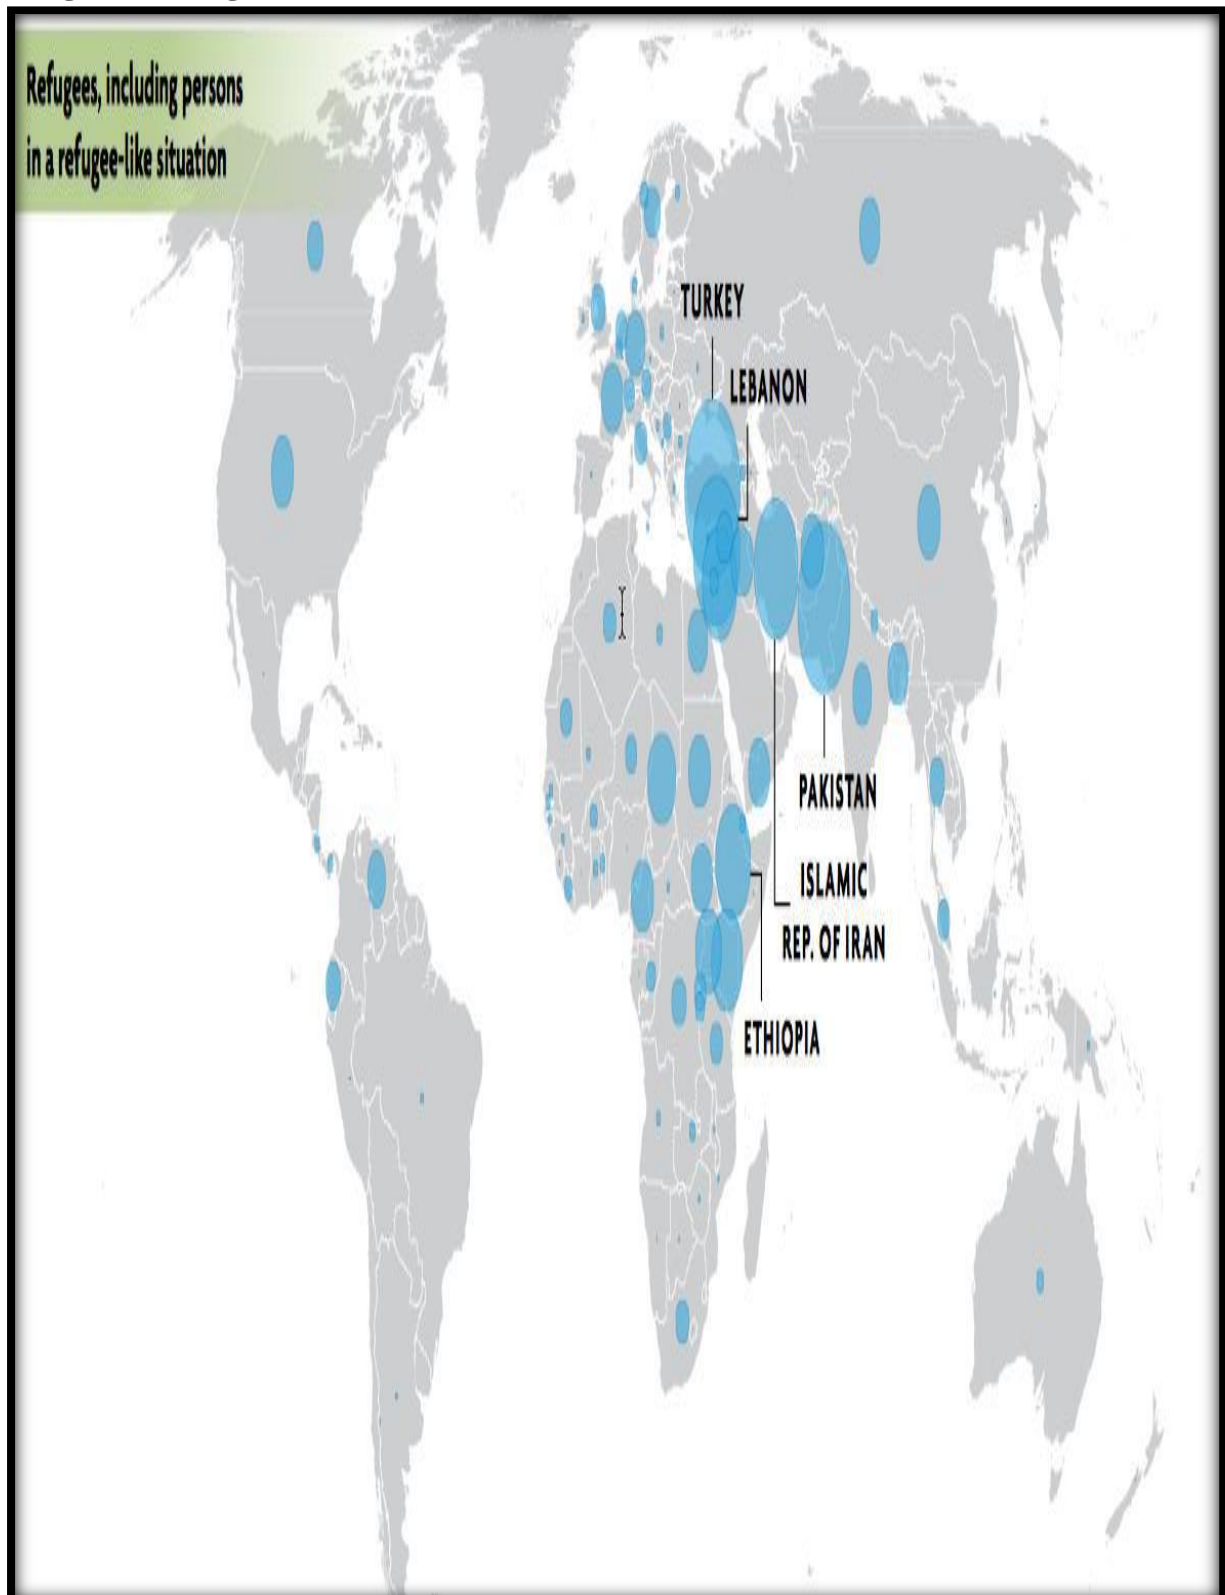 Refugees, including persons
in a refugee-like situation
TURKEY
LEBANON
PAKISTAN
ISLAMIC
REP. OF IRAN
ETHIOPIA